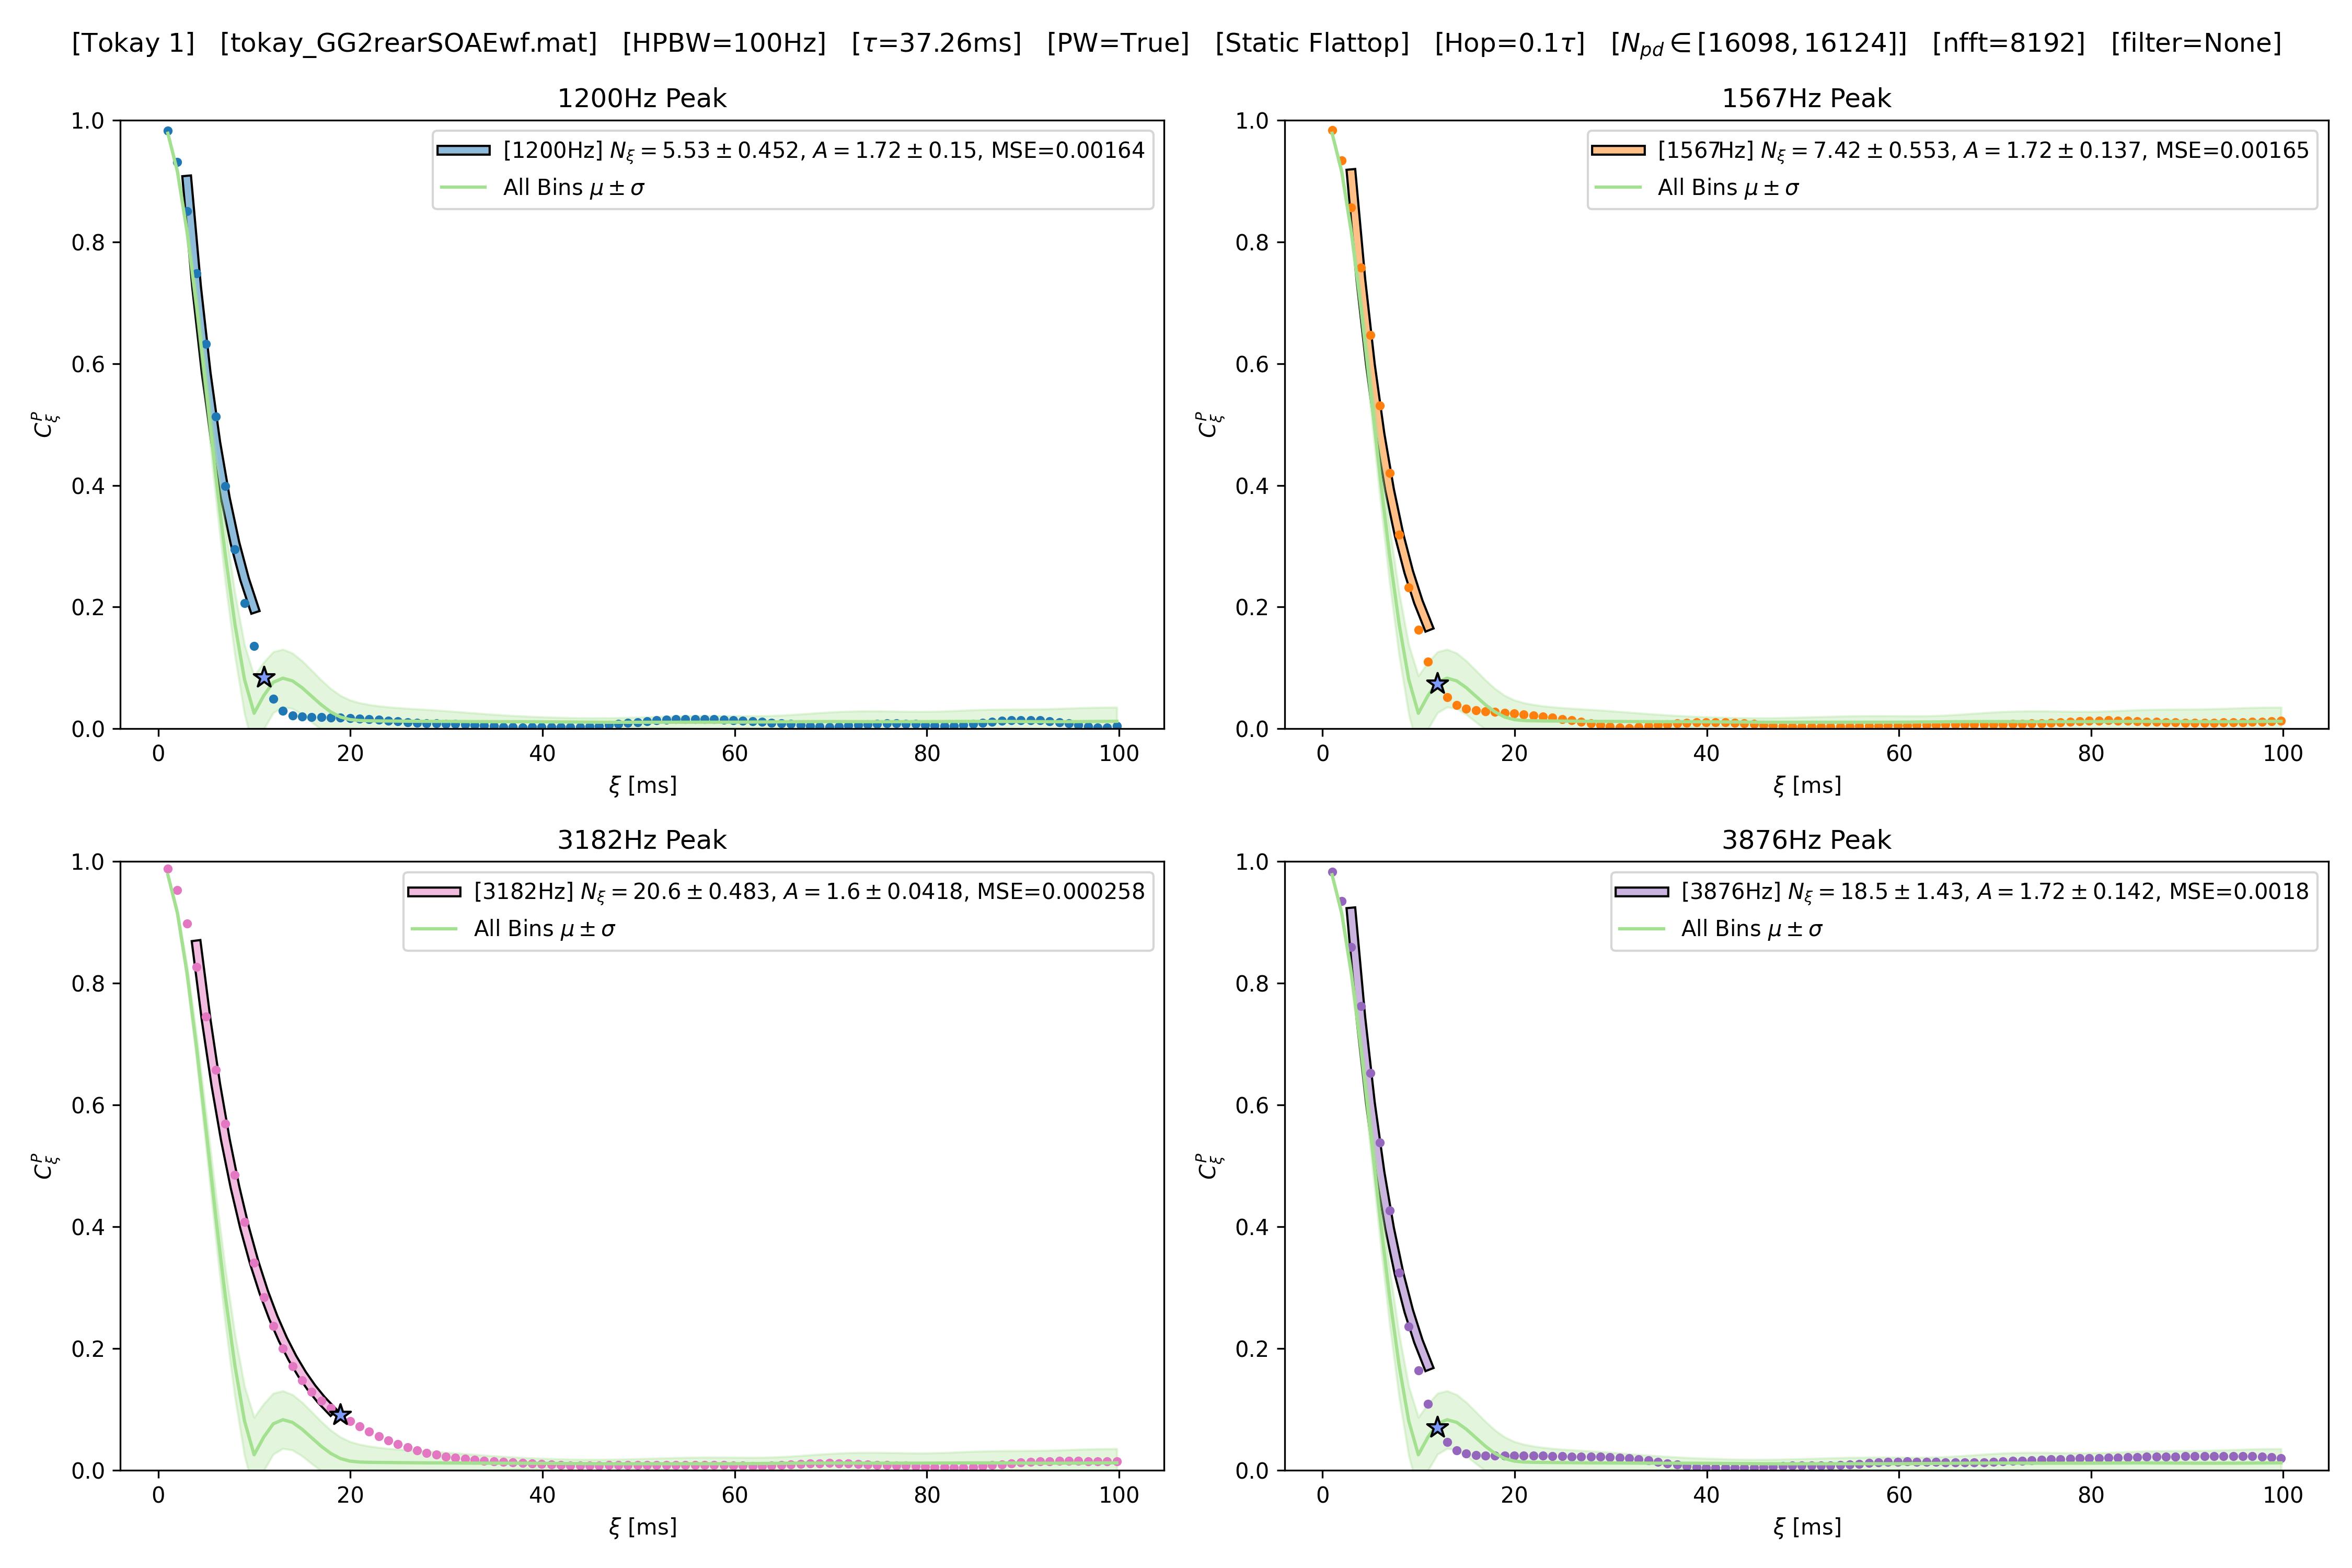 [Tokay 1] [tokay_GG2rearSOAEwf.mat] [HPBW=100Hz] [τ=37.26ms] [PW=True] [Static Flattop] [Hop=0.1τ] [N_pd ∈ [16098, 16124]] [nfft=8192] [filter=None]
1200Hz Peak
[1200Hz] N_ξ = 5.53 ± 0.452, A = 1.72 ± 0.15, MSE=0.00164
All Bins μ ± σ
1.0
0.8
0.6
0.4
0.2
0.0
C_ξ^P
0 20 40 60 80 100
ξ [ms]
1567Hz Peak
[1567Hz] N_ξ = 7.42 ± 0.553, A = 1.72 ± 0.137, MSE=0.00165
All Bins μ ± σ
1.0
0.8
0.6
0.4
0.2
0.0
C_ξ^P
0 20 40 60 80 100
ξ [ms]
3182Hz Peak
[3182Hz] N_ξ = 20.6 ± 0.483, A = 1.6 ± 0.0418, MSE=0.000258
All Bins μ ± σ
1.0
0.8
0.6
0.4
0.2
0.0
C_ξ^P
0 20 40 60 80 100
ξ [ms]
3876Hz Peak
[3876Hz] N_ξ = 18.5 ± 1.43, A = 1.72 ± 0.142, MSE=0.0018
All Bins μ ± σ
1.0
0.8
0.6
0.4
0.2
0.0
C_ξ^P
0 20 40 60 80 100
ξ [ms]